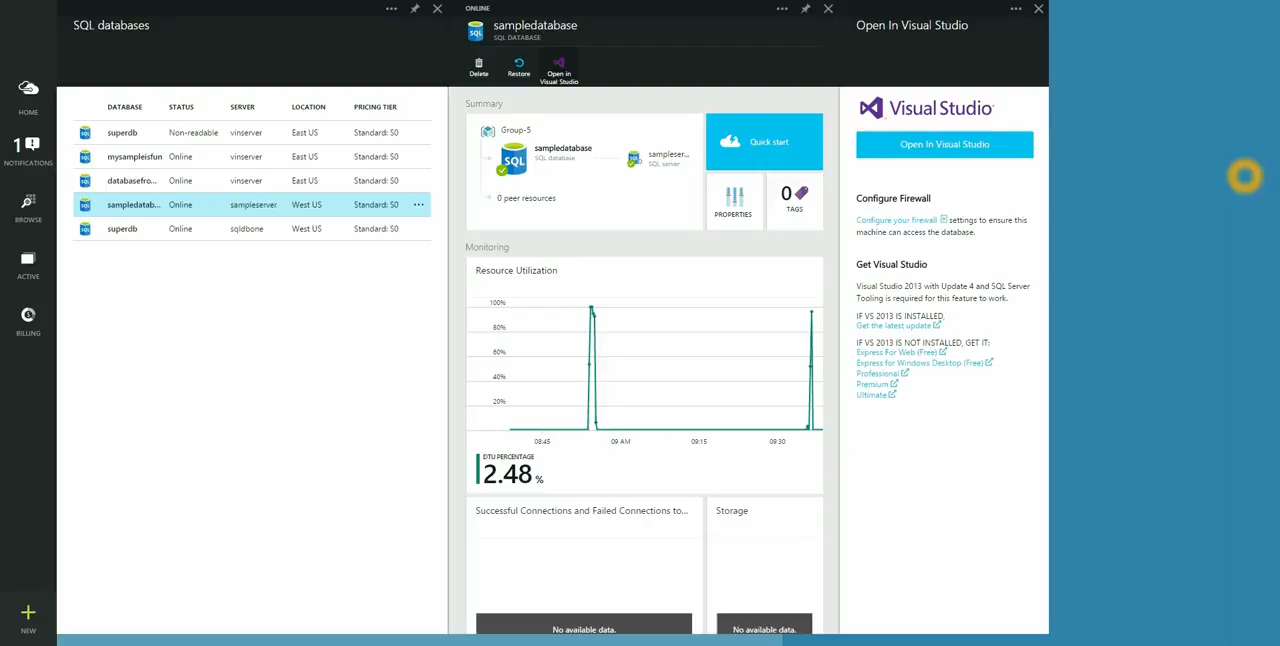 HOME
1
NOTIFICATIONS
BROWSE
ACTIVE
BILLING
NEW
SQL databases
DATABASE STATUS SERVER LOCATION PRICING TIER
superdb Non-readable vinserver East US Standard: S0
mysampleisfun Online vinserver East US Standard: S0
databasefro... Online vinserver East US Standard: S0
sampledatab... Online sampleserver West US Standard: S0 ...
superdb Online sqldbone West US Standard: S0
ONLINE
SQL
sampledatabase
SQL DATABASE
Delete Restore Open in
Visual Studio
Summary
Group-5
SQL
sampledatabase
SQL database
sampleser...
SQL server
0 peer resources
Quick start
PROPERTIES
0
TAGS
Monitoring
Resource Utilization
100%
80%
60%
40%
20%
08:45 09 AM 09:15 09:30
DTU PERCENTAGE
2.48 %
Successful Connections and Failed Connections to...
No available data.
Storage
No available data.
Open In Visual Studio
Visual Studio
Open In Visual Studio
Configure Firewall
Configure your firewall settings to ensure this
machine can access the database.
Get Visual Studio
Visual Studio 2013 with Update 4 and SQL Server
Tooling is required for this feature to work.
IF VS 2013 IS INSTALLED,
Get the latest update
IF VS 2013 IS NOT INSTALLED, GET IT:
Express For Web (Free)
Express for Windows Desktop (Free)
Professional
Premium
Ultimate